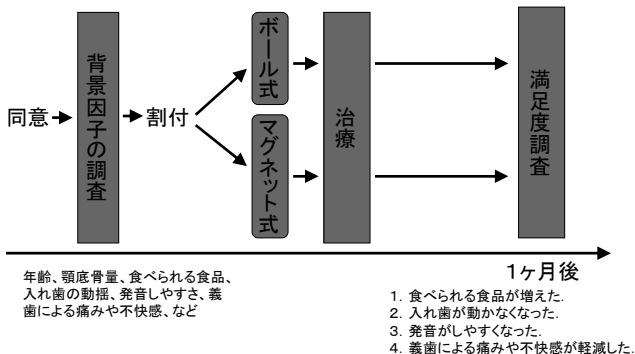 同意
背景因子の調査
割付
ボール式
マグネット式
治療
満足度調査
1ヶ月後
年齢、顎底骨量、食べられる食品、
入れ歯の動揺、発音しやすさ、義
歯による痛みや不快感、など
1. 食べられる食品が増えた.
2. 入れ歯が動かなくなった.
3. 発音がしやすくなった.
4. 義歯による痛みや不快感が軽減した.